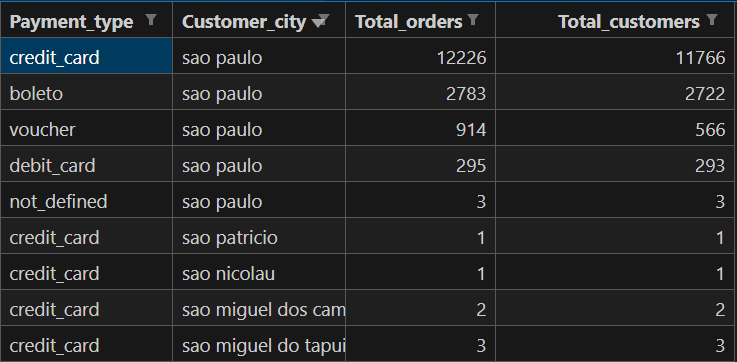 Payment_type Customer_city Total_orders Total_customers
credit_card sao paulo 12226 11766
boleto sao paulo 2783 2722
voucher sao paulo 914 566
debit_card sao paulo 295 293
not_defined sao paulo 3 3
credit_card sao patricio 1 1
credit_card sao nicolau 1 1
credit_card sao miguel dos cam 2 2
credit_card sao miguel do tapui 3 3